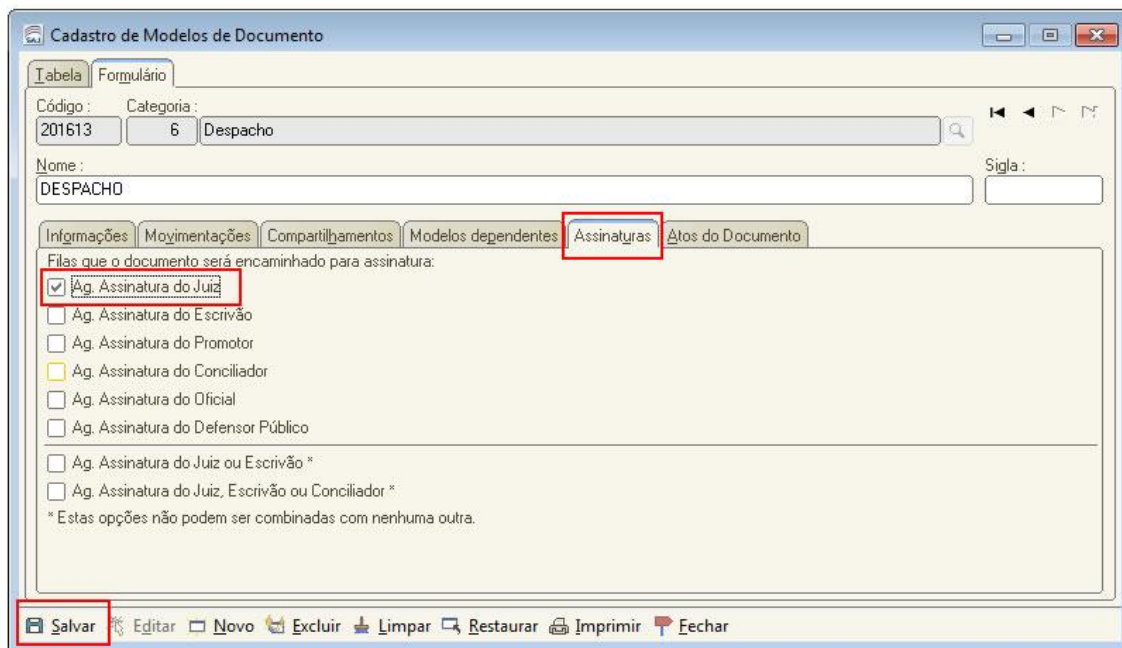 Cadastro de Modelos de Documento
Tabela Formulário
Código : Categoria :
201613 6 Despacho
Nome : Sigla :
DESPACHO
Informações Movimentações Compartilhamentos Modelos dependentes Assinaturas Atos do Documento
Filas que o documento será encaminhado para assinatura:
Ag. Assinatura do Juiz
Ag. Assinatura do Escrivão
Ag. Assinatura do Promotor
Ag. Assinatura do Conciliador
Ag. Assinatura do Oficial
Ag. Assinatura do Defensor Público
Ag. Assinatura do Juiz ou Escrivão *
Ag. Assinatura do Juiz, Escrivão ou Conciliador *
* Estas opções não podem ser combinadas com nenhuma outra.
Salvar Editar Novo Excluir Limpar Restaurar Imprimir Fechar